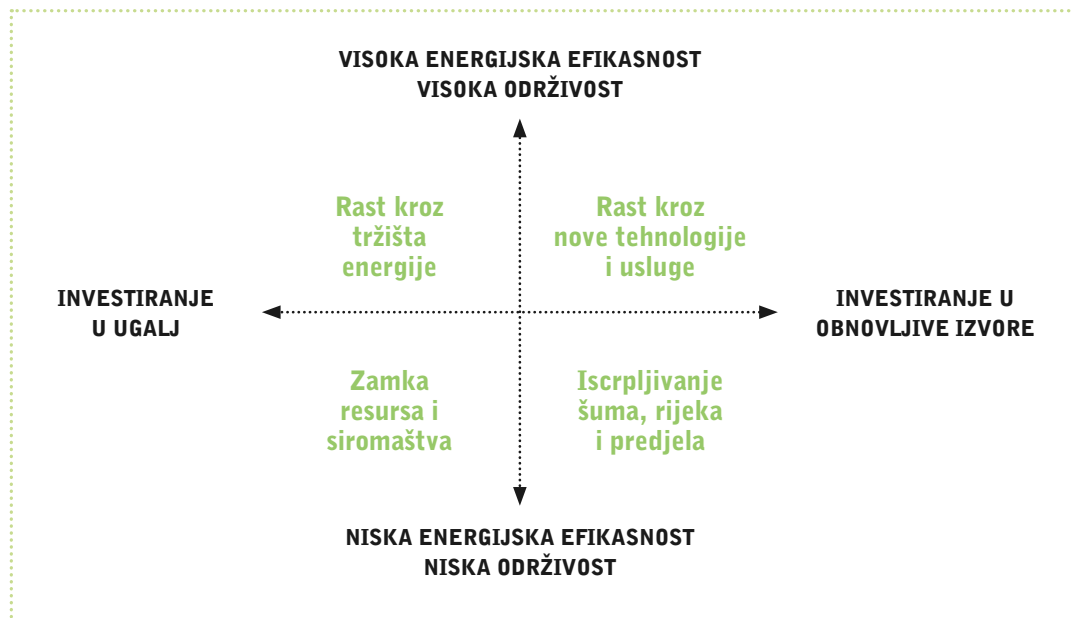 VISOKA ENERGIJSKA EFIKASNOST
VISOKA ODRŽIVOST
Rast kroz
tržišta
energije
Rast kroz
nove tehnologije
i usluge
INVESTIRANJE
U UGALJ
INVESTIRANJE U
OBNOVLJIVE IZVORE
Zamka
resursa i
siromaštva
Iscrpljivanje
šuma, rijeka
i predjela
NISKA ENERGIJSKA EFIKASNOST
NISKA ODRŽIVOST